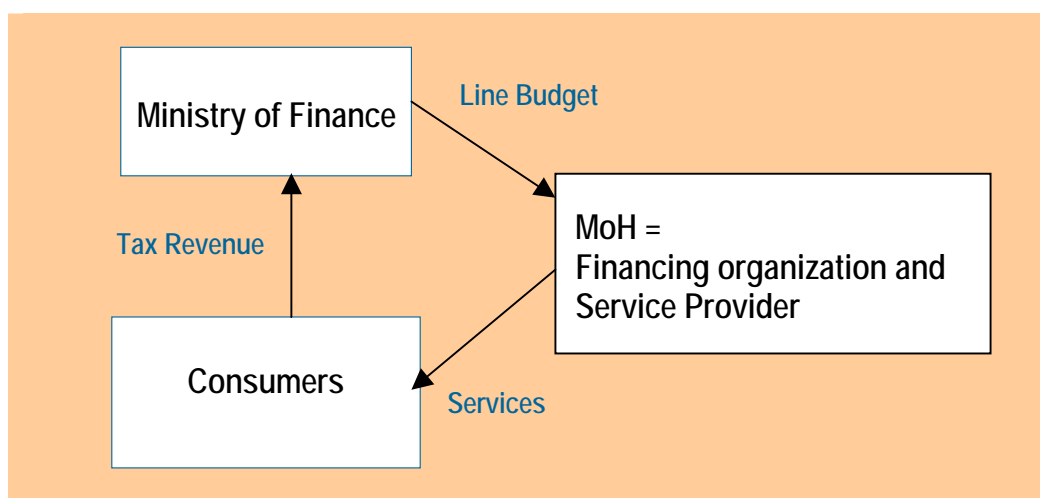 Ministry of Finance
Line Budget
MoH =
Financing organization and
Service Provider
Tax Revenue
Consumers
Services